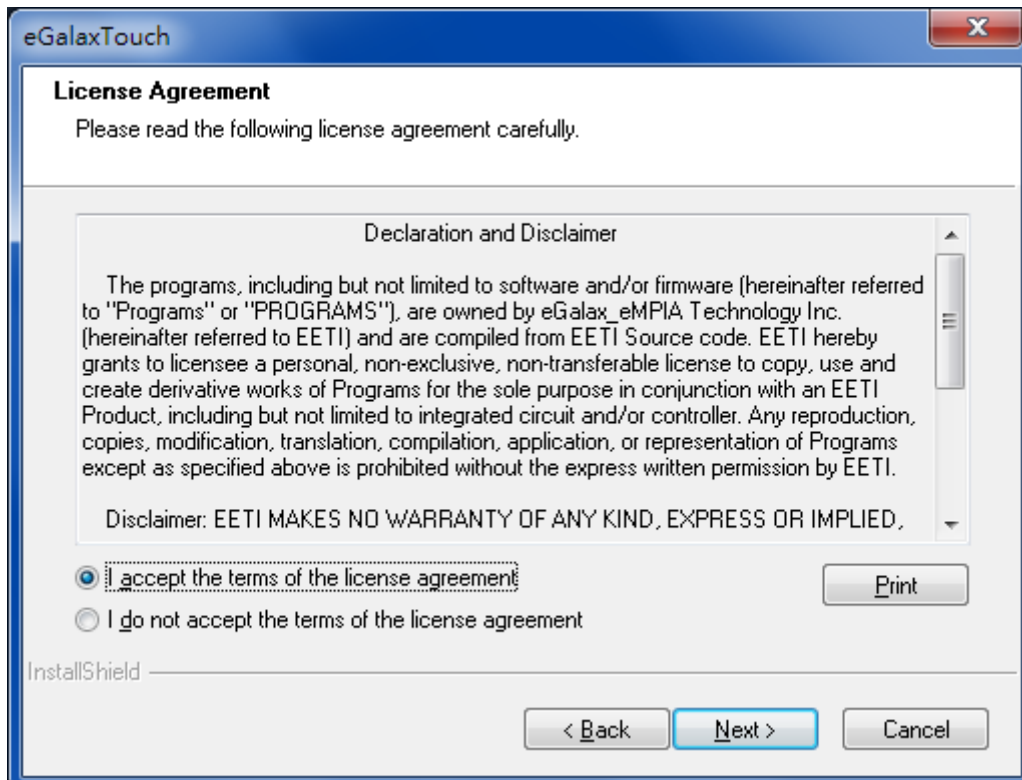 eGalaxTouch
License Agreement
Please read the following license agreement carefully.
Declaration and Disclaimer
The programs, including but not limited to software and/or firmware (hereinafter referred
to "Programs" or "PROGRAMS"), are owned by eGalax_eMPIA Technology Inc.
(hereinafter referred to EETI) and are compiled from EETI Source code. EETI hereby
grants to licensee a personal, non-exclusive, non-transferable license to copy, use and
create derivative works of Programs for the sole purpose in conjunction with an EETI
Product, including but not limited to integrated circuit and/or controller. Any reproduction,
copies, modification, translation, compilation, application, or representation of Programs
except as specified above is prohibited without the express written permission by EETI.
Disclaimer: EETI MAKES NO WARRANTY OF ANY KIND, EXPRESS OR IMPLIED,
I accept the terms of the license agreement
Print
I do not accept the terms of the license agreement
InstallShield
< Back
Next >
Cancel